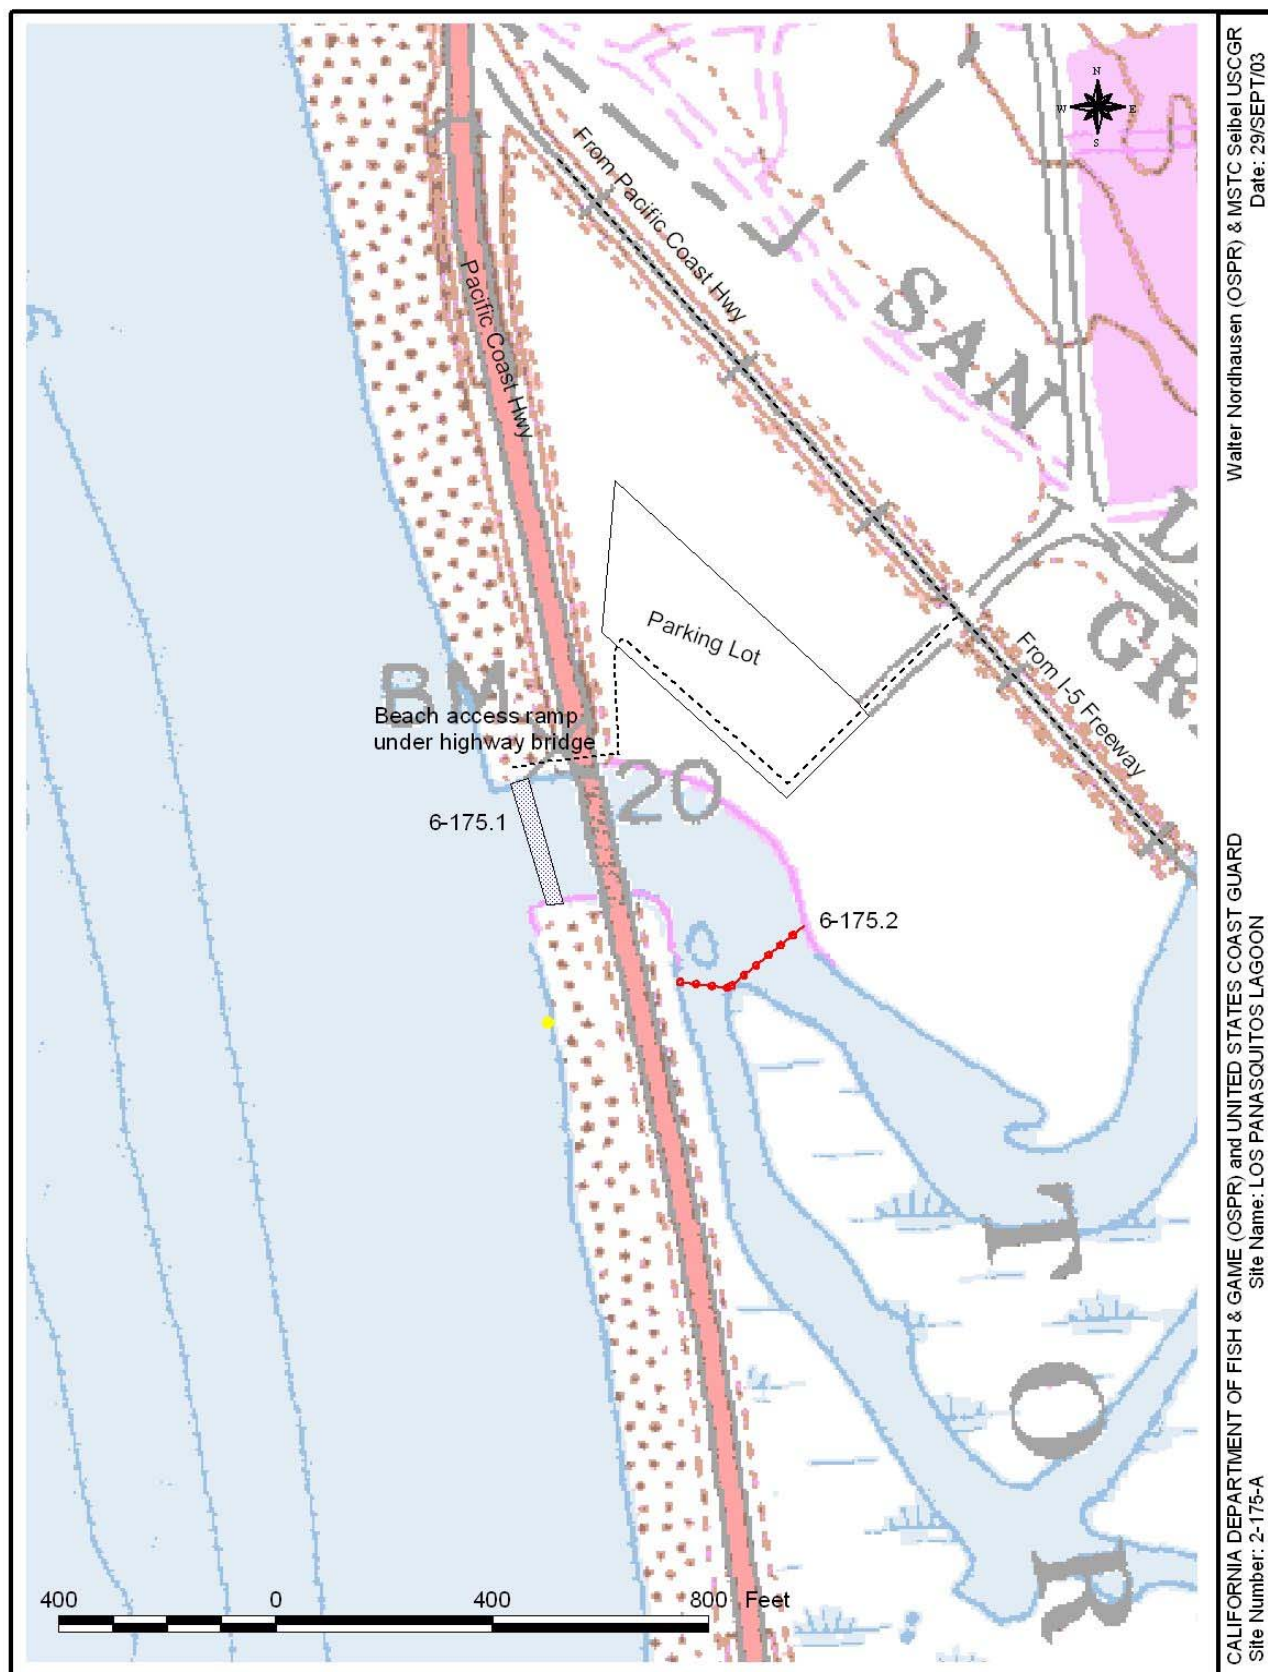 N
W E
S
From Pacific Coast Hwy
Pacific Coast Hwy
SAN
Parking Lot
GR
From I-5 Freeway
BM
Beach access ramp
under highway bridge
20
6-175.1
6-175.2
T
O
R
400 0 400 800 Feet
CALIFORNIA DEPARTMENT OF FISH & GAME (OSPR) and UNITED STATES COAST GUARD
Walter Nordhausen (OSPR) & MSTC Seibel USCGR
Site Number: 2-175-A
Site Name: LOS PANASQUITOS LAGOON
Date: 29/SEPT/03